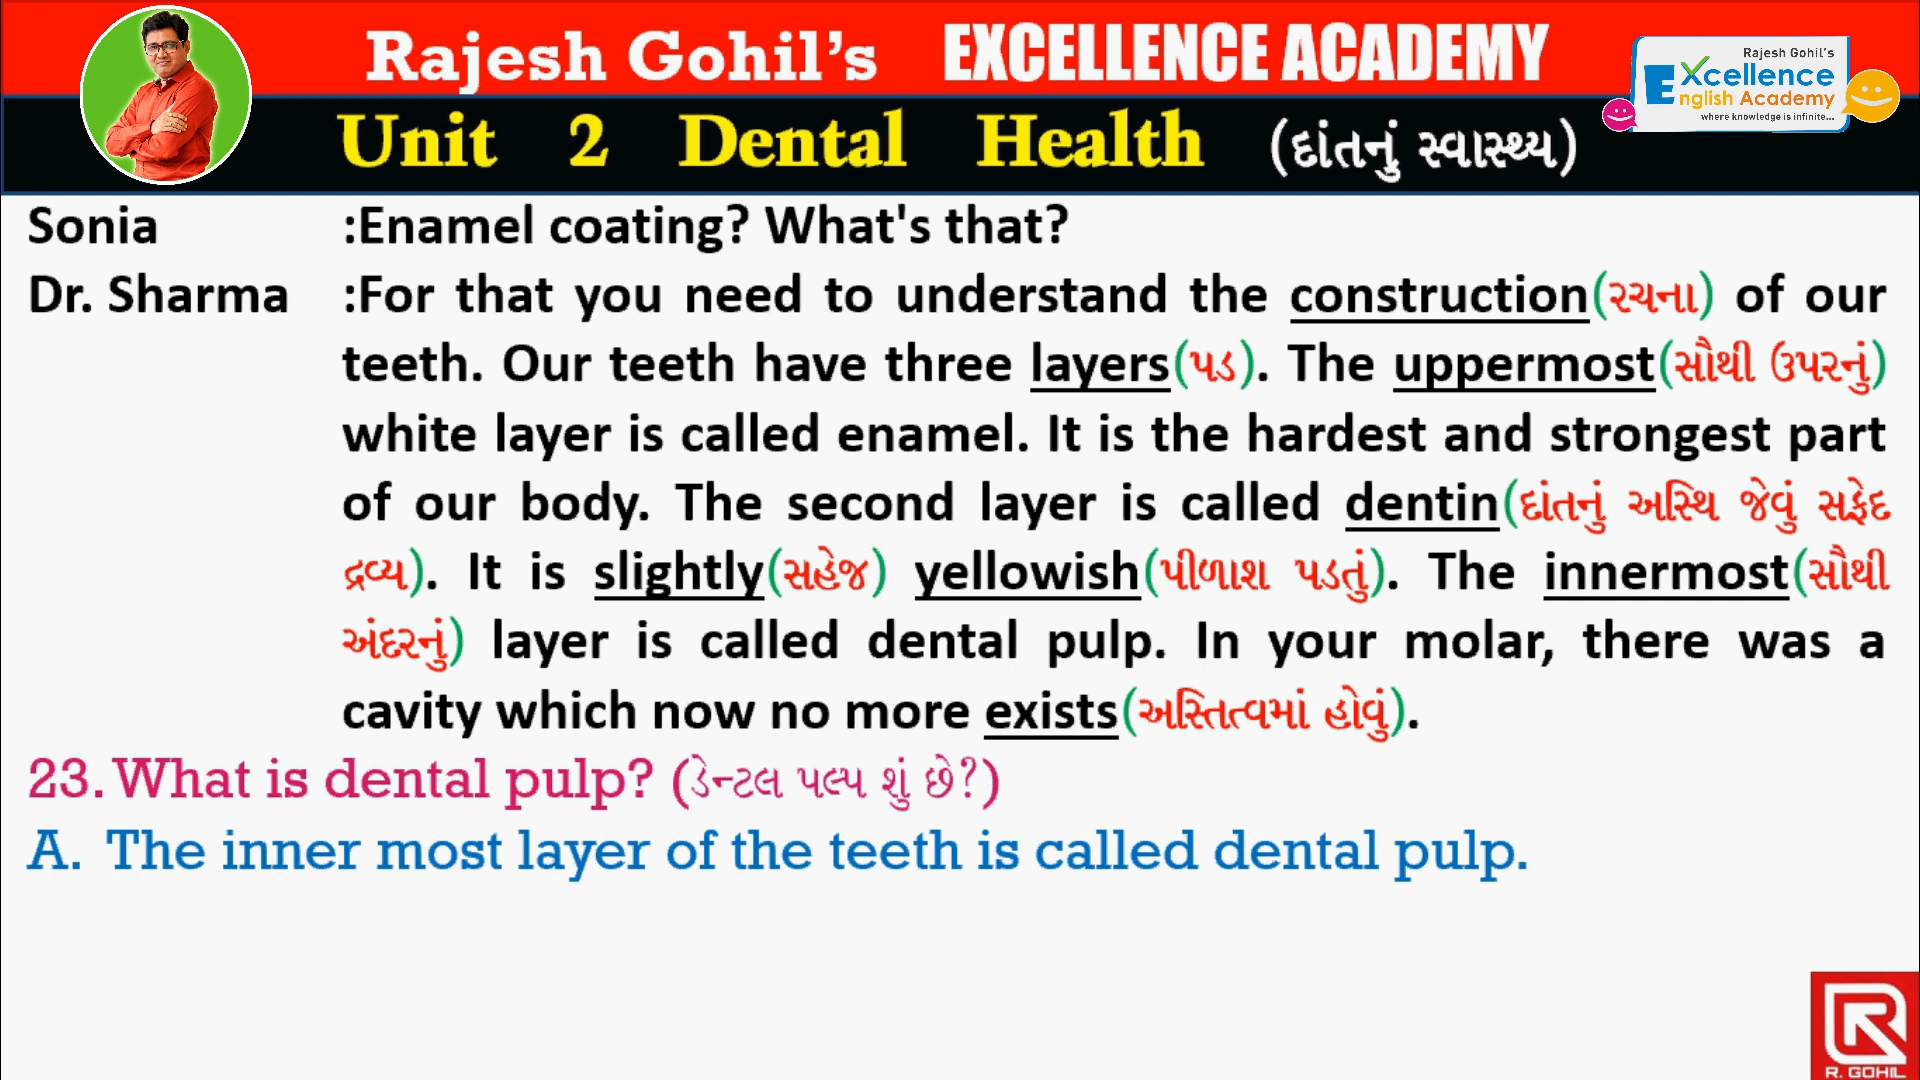 Rajesh Gohil's EXCELLENCE ACADEMY
Rajesh Gohil's
Excellence
English Academy
where knowledge is infinite...
Unit 2 Dental Health (દાંતનું સ્વાસ્થ્ય)
Sonia :Enamel coating? What's that?
Dr. Sharma :For that you need to understand the construction(રચના) of our
teeth. Our teeth have three layers(પડ). The uppermost(સૌથી ઉપરનું)
white layer is called enamel. It is the hardest and strongest part
of our body. The second layer is called dentin(દાંતનું અસ્થિ જેવું સફેદ
દ્રવ્ય). It is slightly(સહેજ) yellowish(પીળાશ પડતું). The innermost(સૌથી
અંદરનું) layer is called dental pulp. In your molar, there was a
cavity which now no more exists(અસ્તિત્વમાં હોવું).
23. What is dental pulp? (ડેન્ટલ પલ્પ શું છે?)
A. The inner most layer of the teeth is called dental pulp.
R. GOHIL